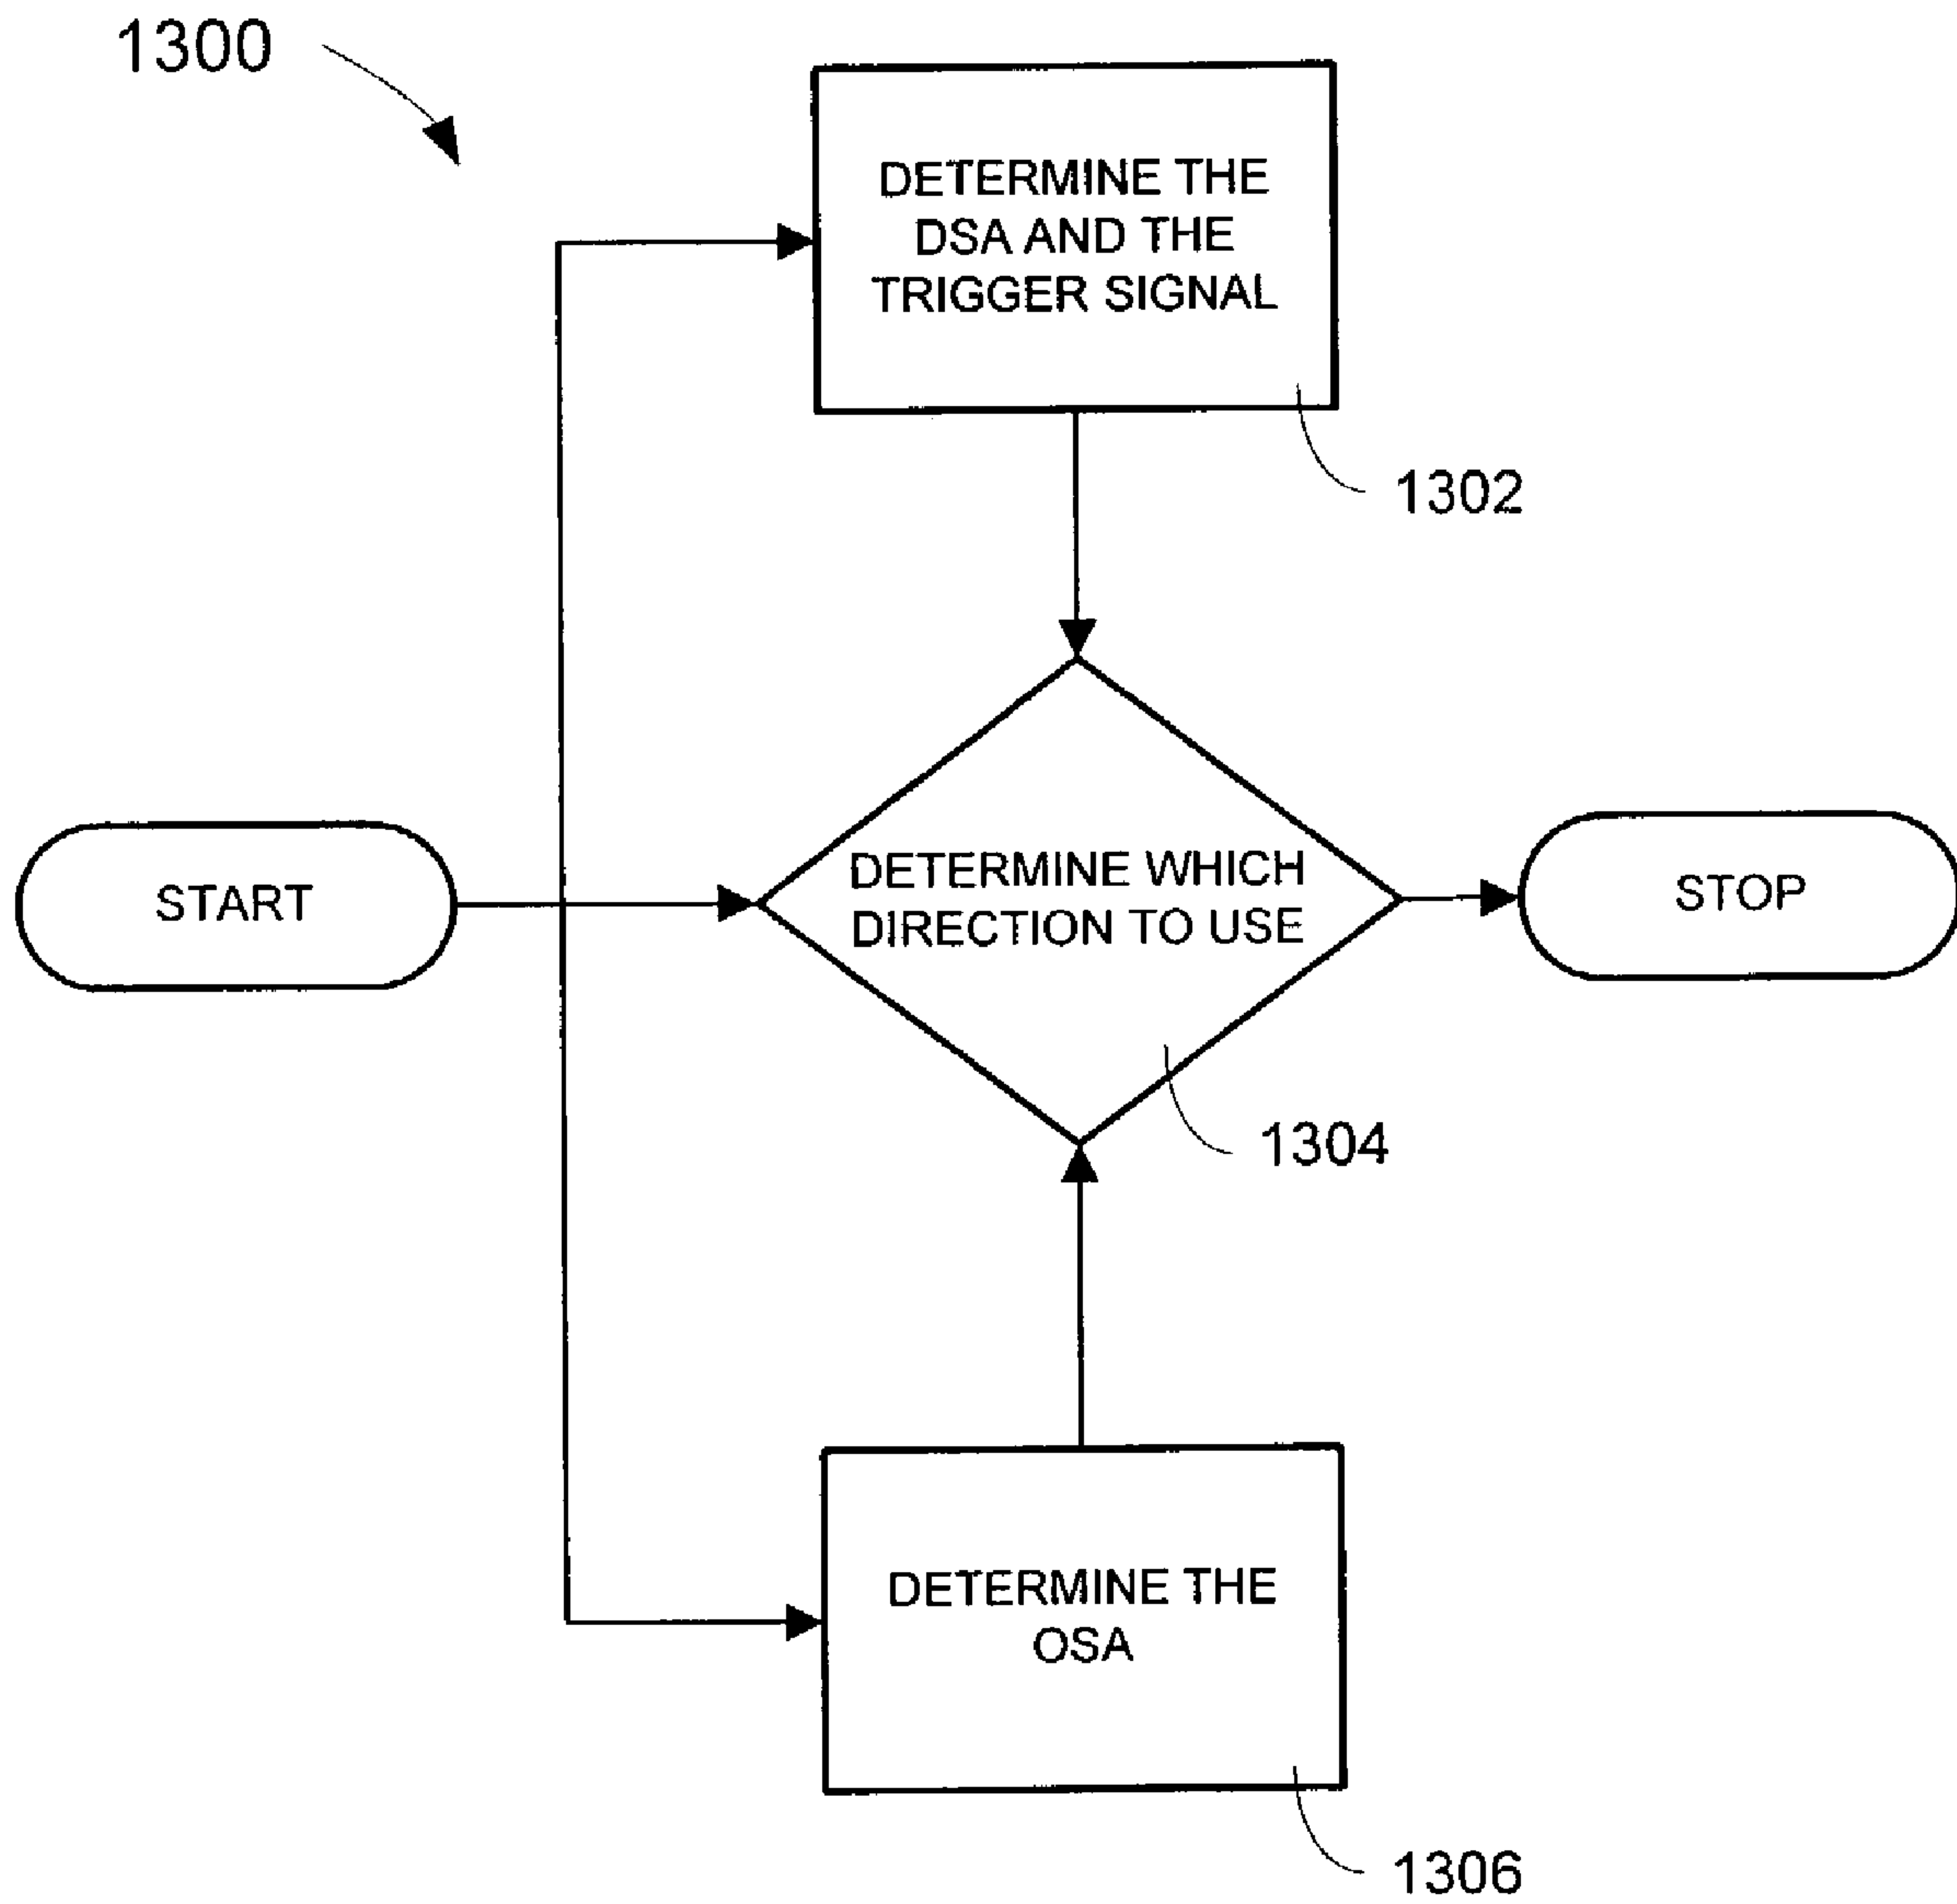 1300
DETERMINE THE
DSA AND THE
TRIGGER SIGNAL
1302
START
DETERMINE WHICH
DIRECTION TO USE
STOP
1304
DETERMINE THE
OSA
1306